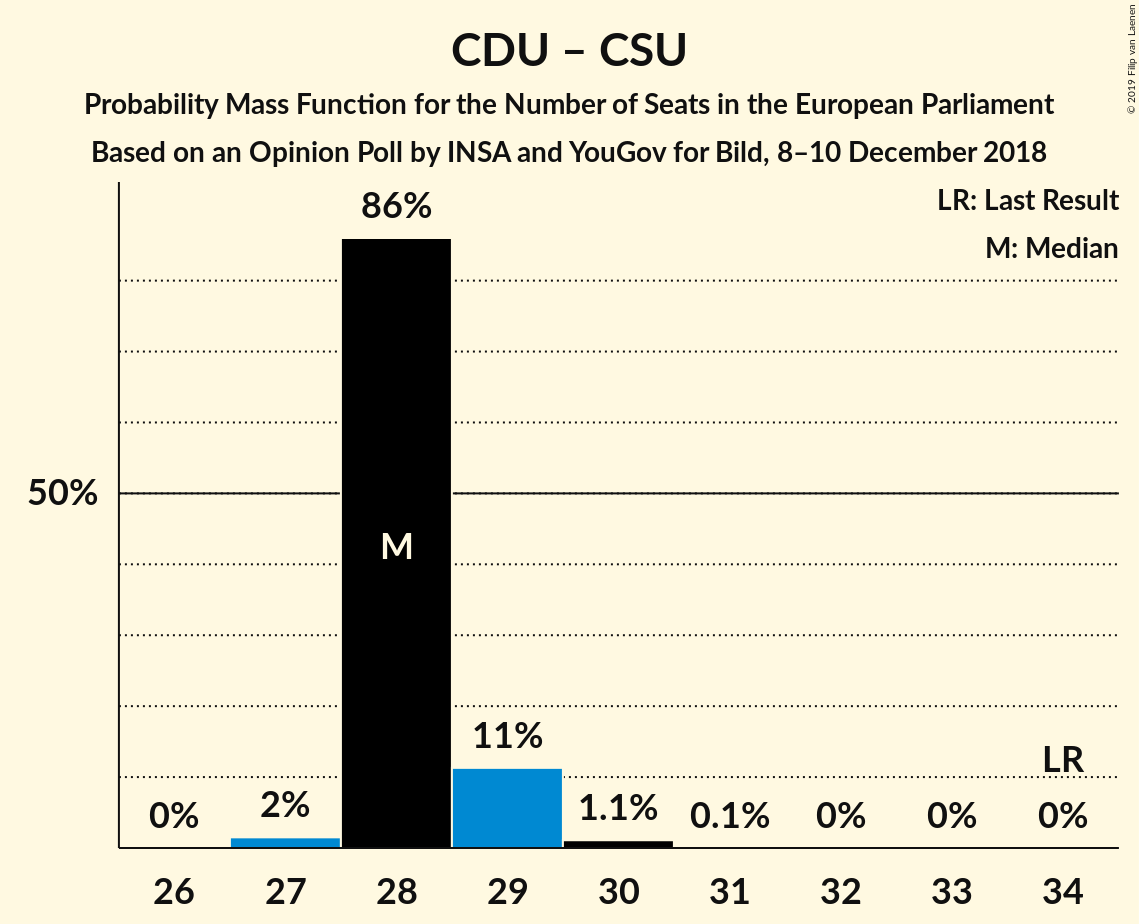 CDU – CSU
Probability Mass Function for the Number of Seats in the European Parliament
Based on an Opinion Poll by INSA and YouGov for Bild, 8–10 December 2018
© 2019 Filip van Laenen
LR: Last Result
M: Median
86%
50%
M
11%
LR
0% 2% 1.1% 0.1% 0% 0% 0%
26 27 28 29 30 31 32 33 34